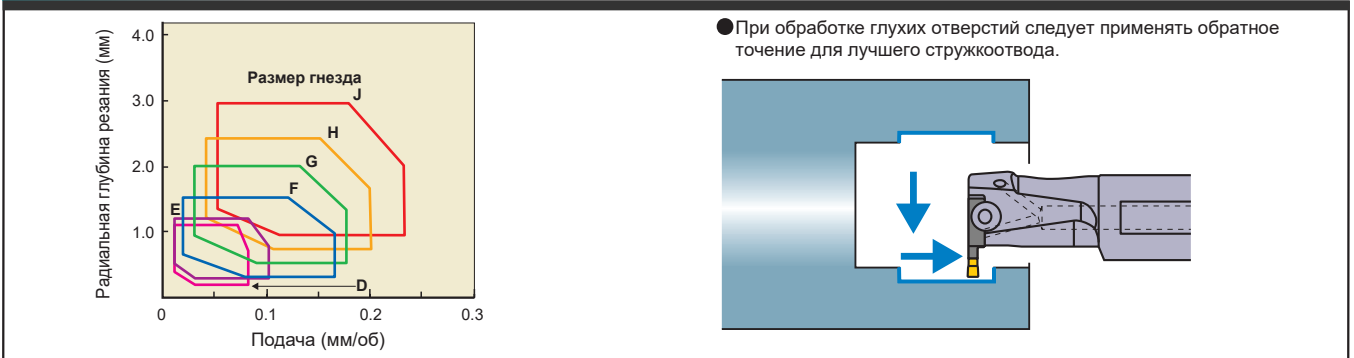 Радиальная глубина резания (мм)
4.0
3.0
2.0
1.0
0
0.1
0.2
0.3
Подача (мм/об)
Размер гнезда
J
H
G
F
E
D
●При обработке глухих отверстий следует применять обратное
точение для лучшего стружкоотвода.